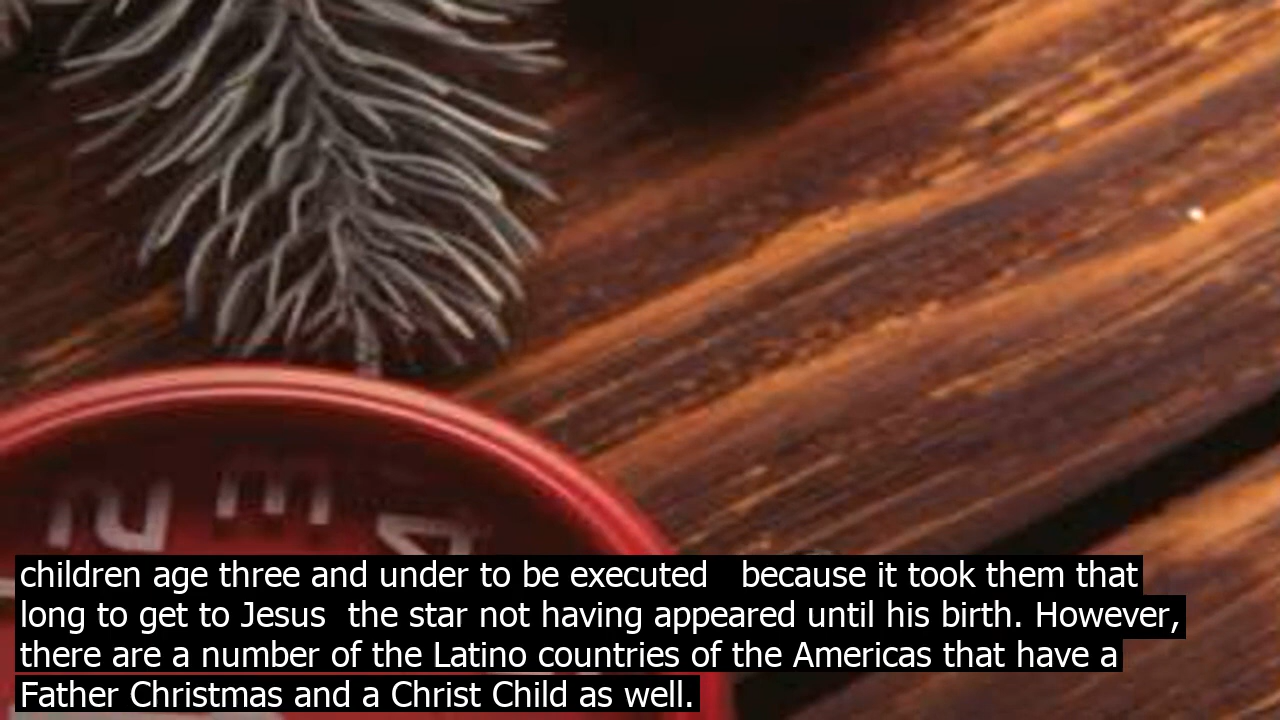 children age three and under to be executed   because it took them that
long to get to Jesus  the star not having appeared until his birth. However,
there are a number of the Latino countries of the Americas that have a
Father Christmas and a Christ Child as well.